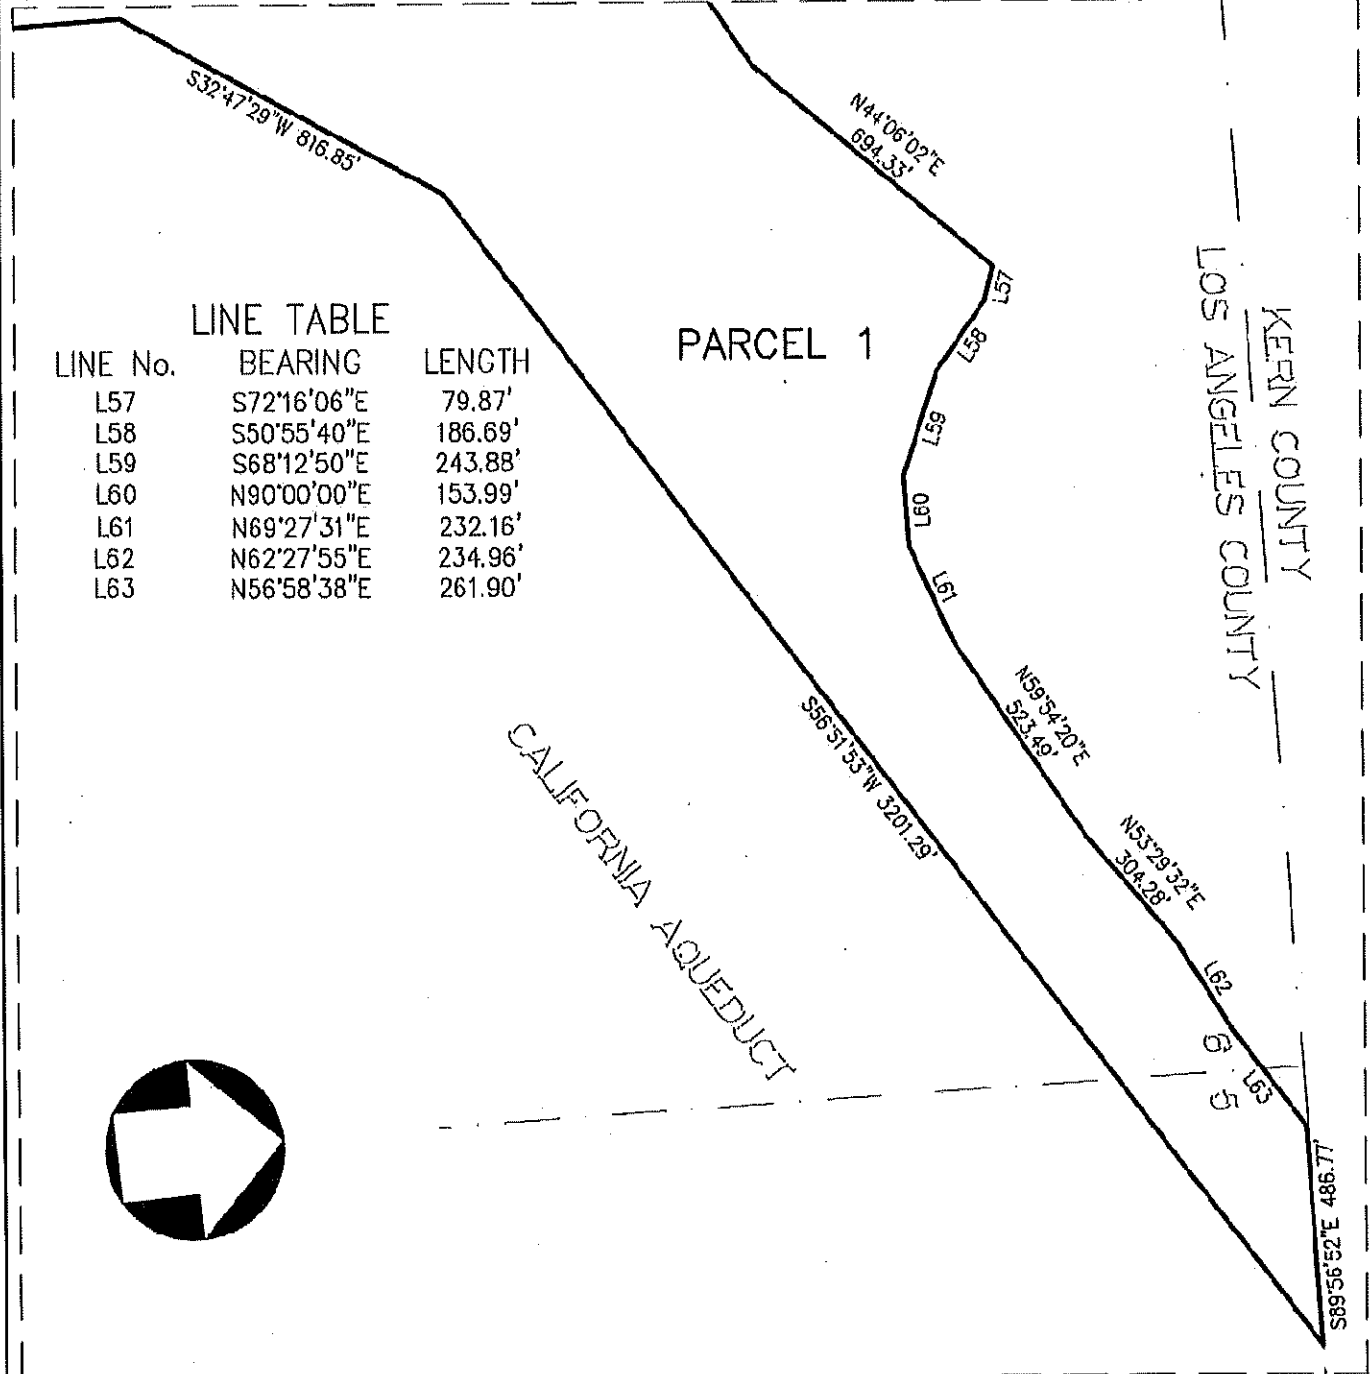 S32°47'29"W 816.85'
N44°06'02"E
694.33'
LINE TABLE
LINE No. BEARING LENGTH
L57 S72°16'06"E 79.87'
L58 S50°55'40"E 186.69'
L59 S68°12'50"E 243.88'
L60 N90°00'00"E 153.99'
L61 N69°27'31"E 232.16'
L62 N62°27'55"E 234.96'
L63 N56°58'38"E 261.90'
PARCEL 1
L57
L58
L59
L60
L61
KERN COUNTY
LOS ANGELES COUNTY
N59°54'20"E
523.49'
S56°51'53"W 3201.29'
CALIFORNIA AQUEDUCT
N53°29'32"E
304.28'
L62
6
5
L63
S89°56'52"E 486.77'